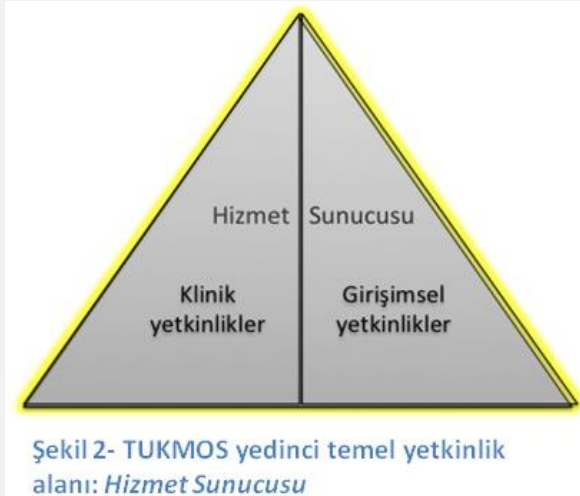 Hizmet Sunucusu
Klinik yetkinlikler
Girişimsel yetkinlikler
Şekil 2- TUKMOS yedinci temel yetkinlik
alanı: Hizmet Sunucusu